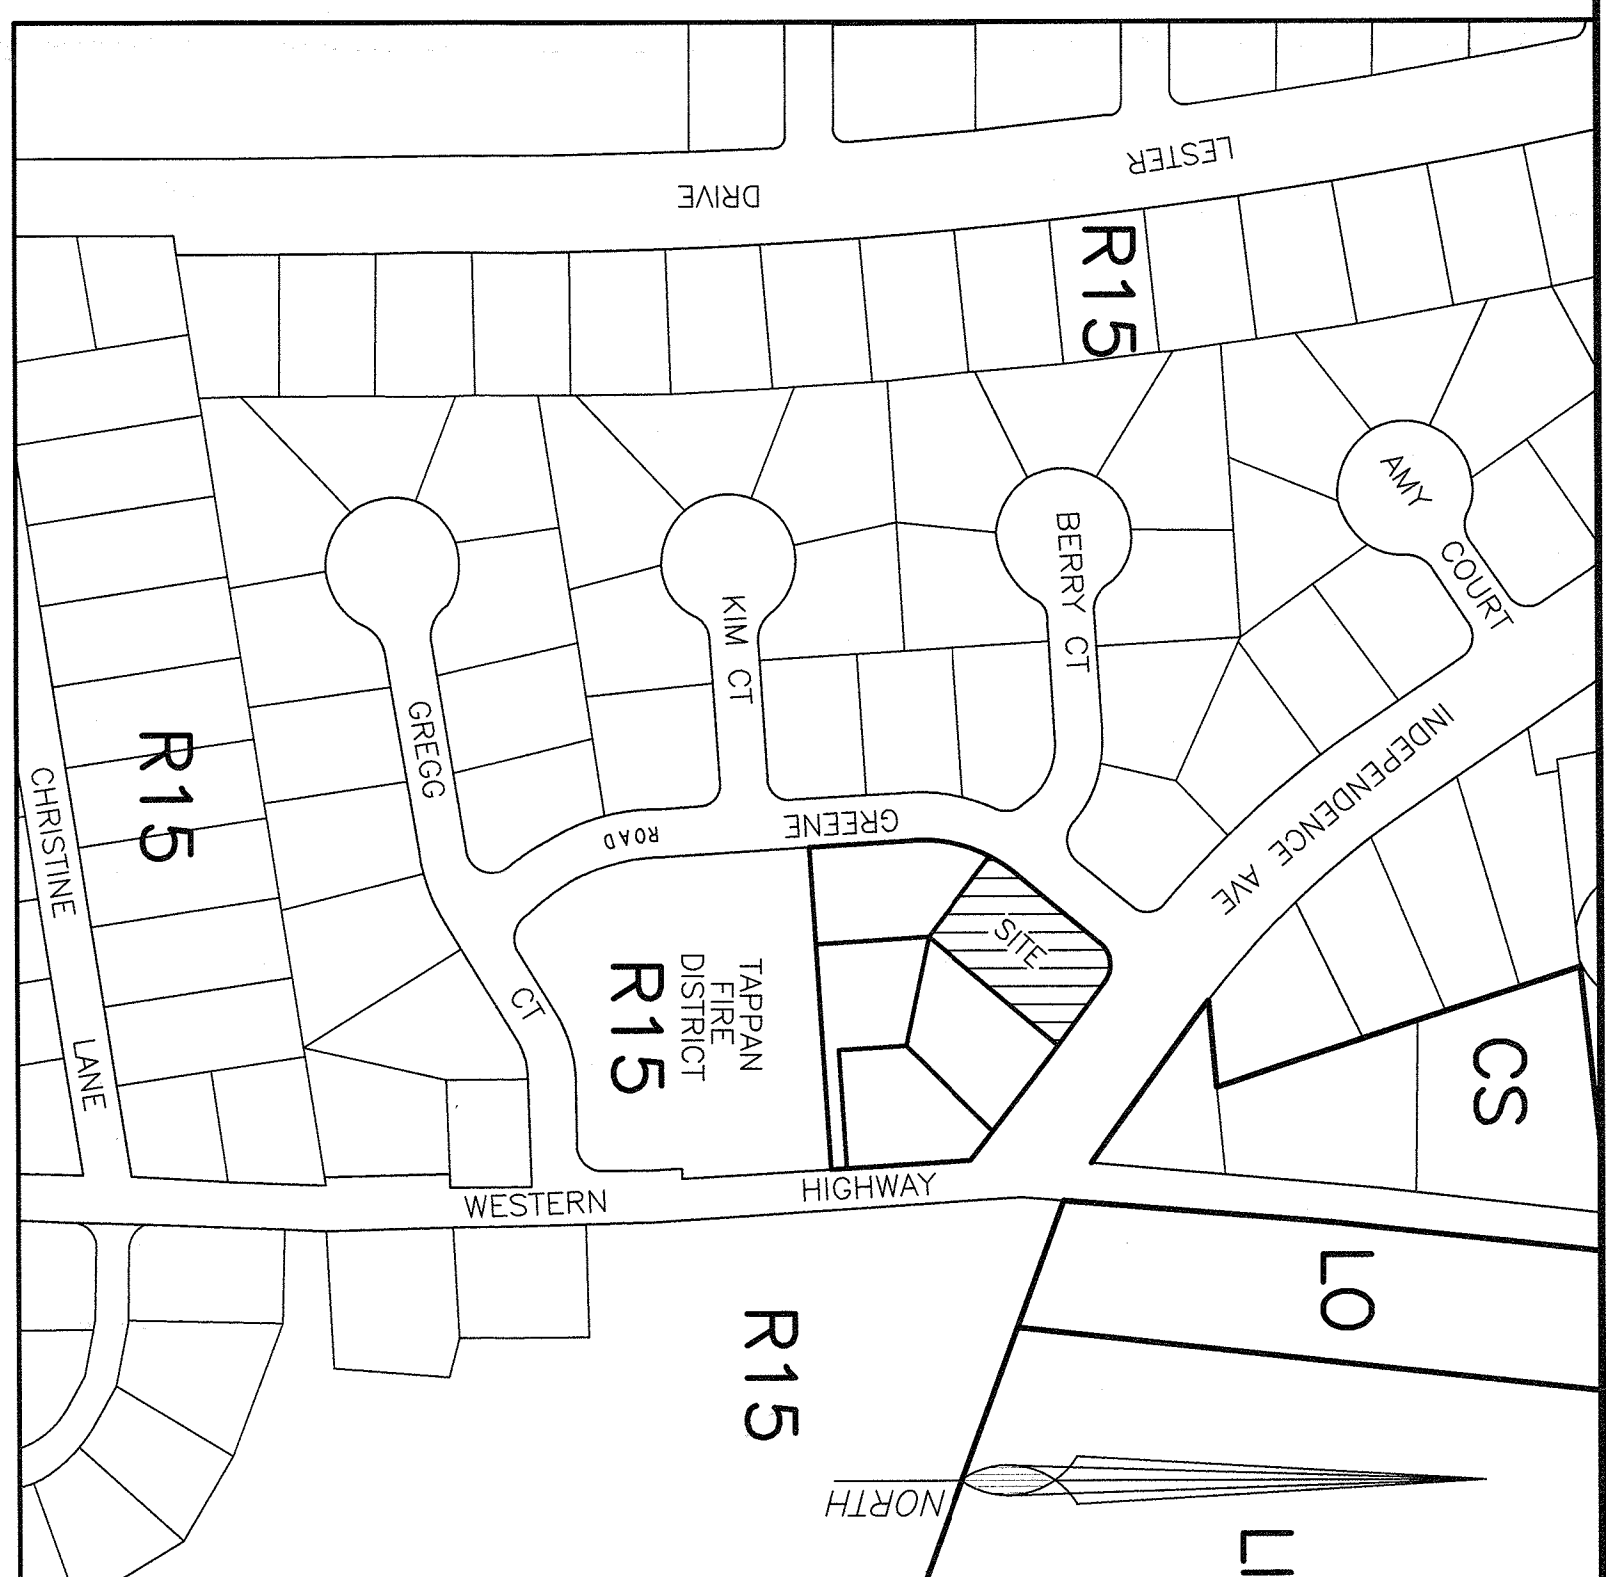 LESTER
DRIVE
R15
AMY
COURT
BERRY CT
KIM CT
GREGG
CT
INDEPENDENCE AVE
GREENE
ROAD
SITE
R15
CHRISTINE
LANE
TAPPAN
FIRE
DISTRICT
R15
CS
WESTERN
HIGHWAY
LO
R15
NORTH